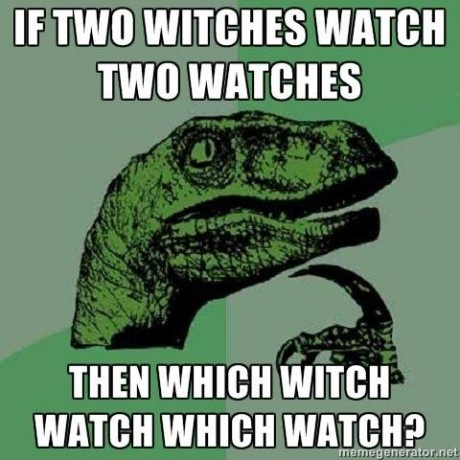 IF TWO WITCHES WATCH
TWO WATCHES
THEN WHICH WITCH
WATCH WHICH WATCH?
memegenerator.net